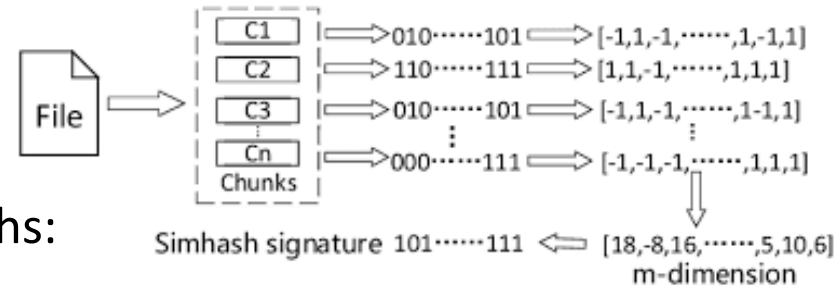 File
C1 010······101 [-1,1,-1,······,1,-1,1]
C2 110······111 [1,1,-1,······,1,1,1]
C3 010······101 [-1,1,-1,······,1-1,1]
Cn 000······111 [-1,-1,-1,······,1,1,1]
Chunks
hs:
Simhash signature 101······111 [18,-8,16,······,5,10,6]
m-dimension